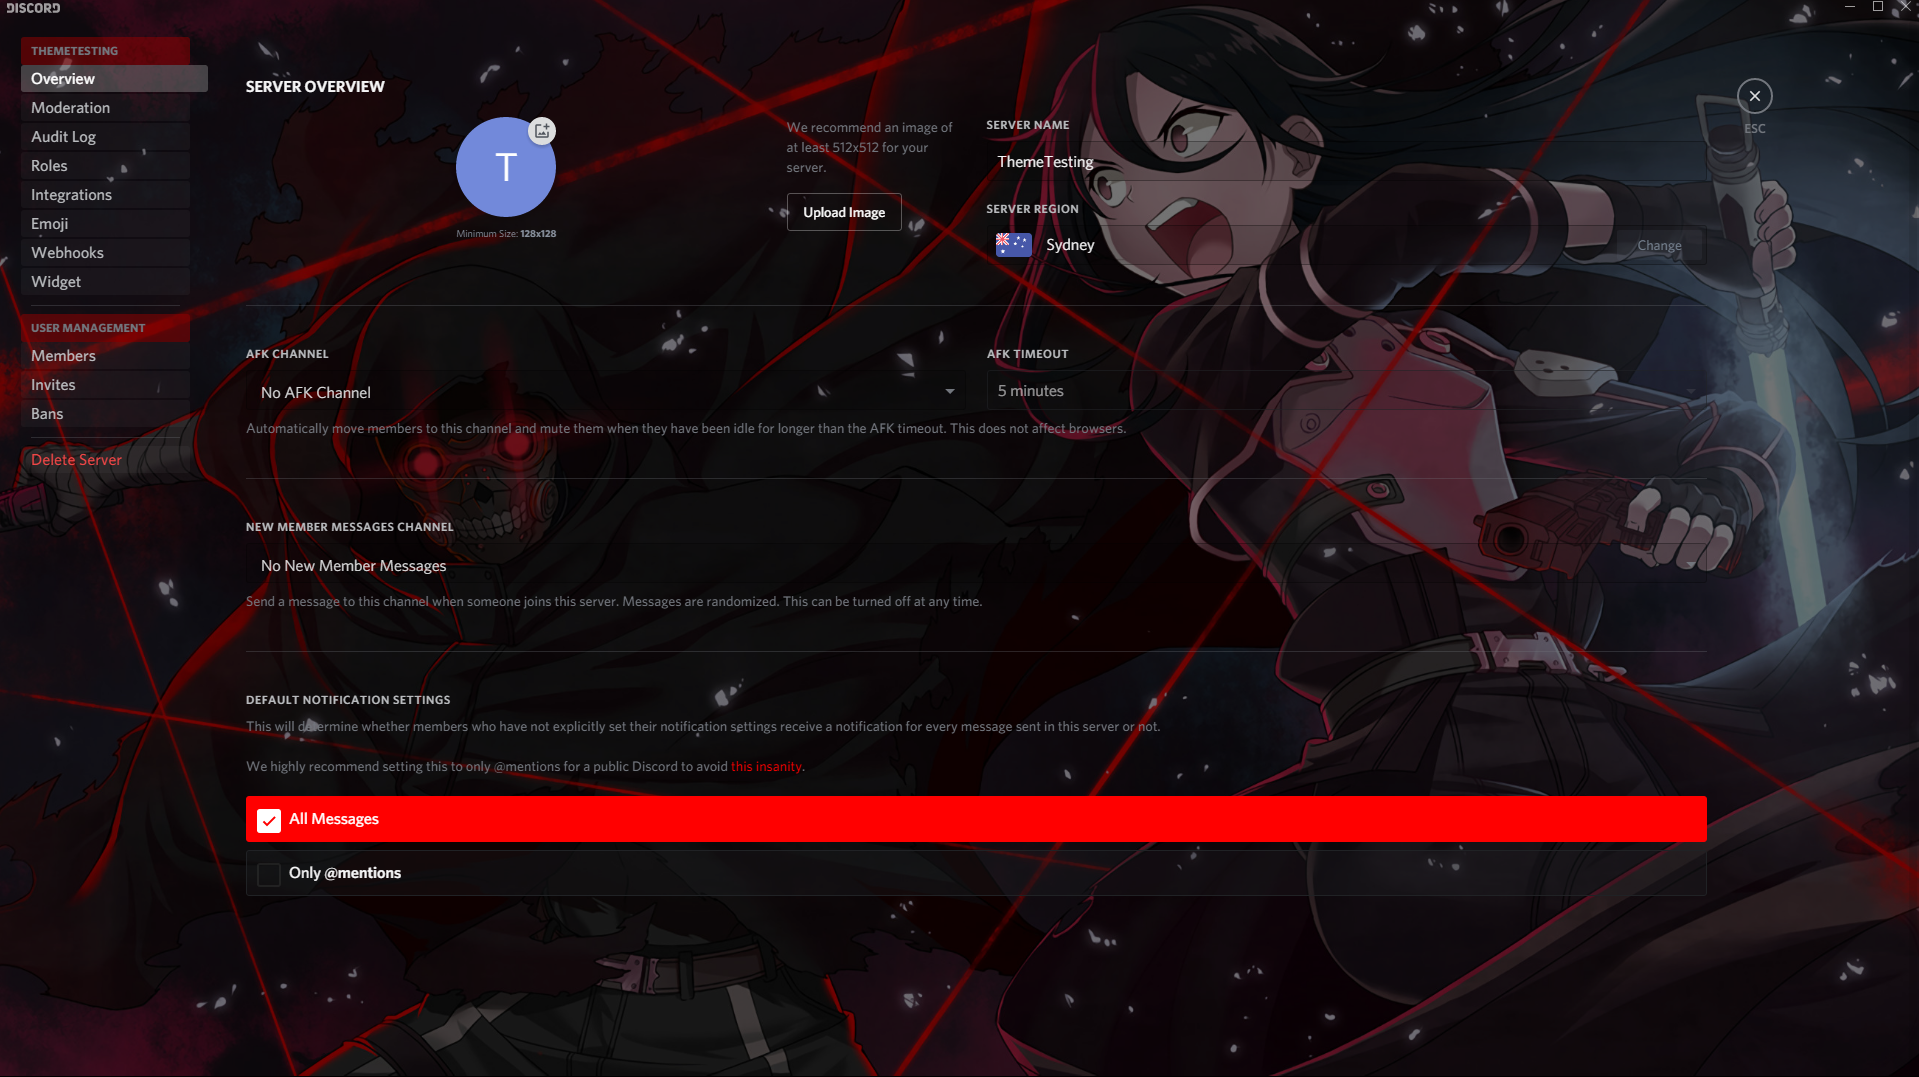 DISCORD
THEMETESTING
Overview
Moderation
Audit Log
Roles
Integrations
Emoji
Webhooks
Widget
USER MANAGEMENT
Members
Invites
Bans
Delete Server
SERVER OVERVIEW
T
Minimum Size: 128x128
We recommend an image of
at least 512x512 for your
server.
Upload Image
SERVER NAME
ThemeTesting
SERVER REGION
Sydney
Change
ESC
AFK CHANNEL
No AFK Channel
AFK TIMEOUT
5 minutes
Automatically move members to this channel and mute them when they have been idle for longer than the AFK timeout. This does not affect browsers.
NEW MEMBER MESSAGES CHANNEL
No New Member Messages
Send a message to this channel when someone joins this server. Messages are randomized. This can be turned off at any time.
DEFAULT NOTIFICATION SETTINGS
This will determine whether members who have not explicitly set their notification settings receive a notification for every message sent in this server or not.
We highly recommend setting this to only @mentions for a public Discord to avoid this insanity.
All Messages
Only @mentions